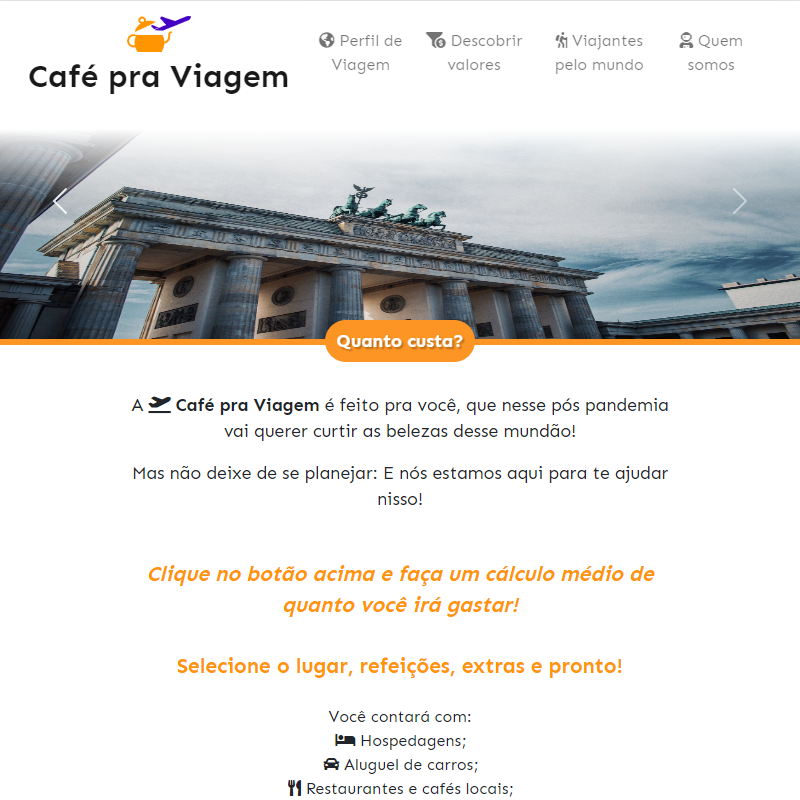 Café pra Viagem
Perfil de
Viagem
Descobrir
valores
Viajantes
pelo mundo
Quem
somos
Quanto custa?
A Café pra Viagem é feito pra você, que nesse pós pandemia
vai querer curtir as belezas desse mundão!
Mas não deixe de se planejar: E nós estamos aqui para te ajudar
nisso!
Clique no botão acima e faça um cálculo médio de
quanto você irá gastar!
Selecione o lugar, refeições, extras e pronto!
Você contará com:
Hospedagens;
Aluguel de carros;
Restaurantes e cafés locais;